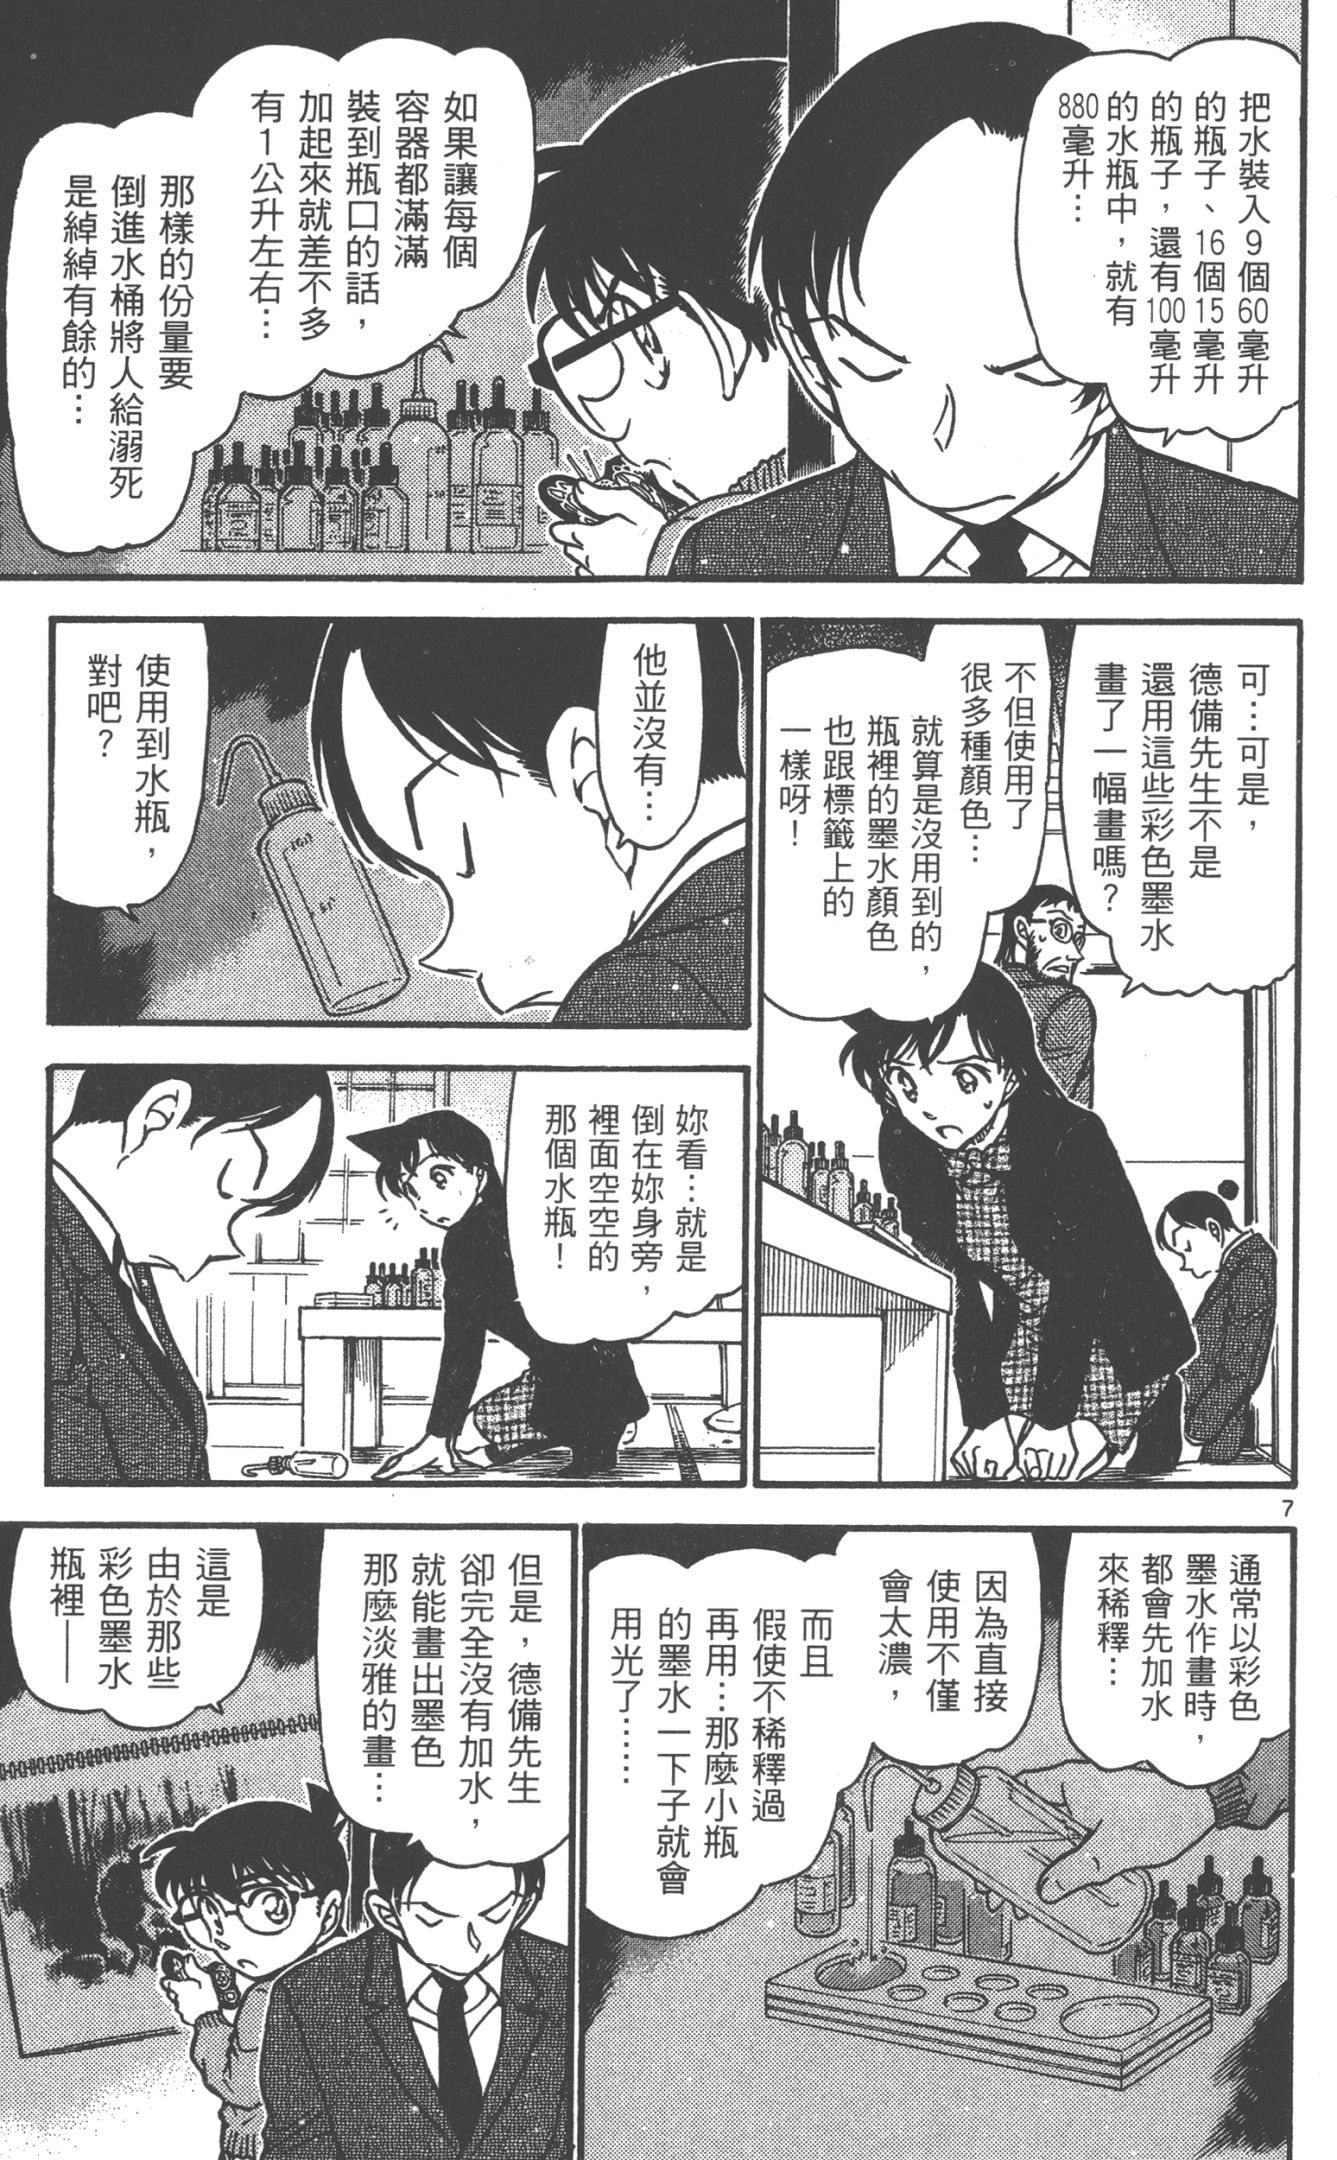 把水裝入9個60毫升
的瓶子、16個15毫升
的瓶子，還有100毫升
的水瓶中，就有
880毫升…
如果讓每個
容器都滿滿
裝到瓶口的話，
加起來就差不多
有1公升左右…
那樣的份量要
倒進水桶將人給溺死
是綽綽有餘的…
可…可是，
德備先生不是
還用這些彩色墨水
畫了一幅畫嗎？
不但使用了
很多種顏色…
就算是沒用到的，
瓶裡的墨水顏色
也跟標籤上的
一樣呀！
他並沒有…
使用到水瓶，
對吧？
妳看…就是
倒在妳身旁，
裡面空空的
那個水瓶！
7
通常以彩色
墨水作畫時，
都會先加水
來稀釋…
因為直接
使用不僅
會太濃，
而且
假使不稀釋過
再用…那麼小瓶
的墨水一下子就會
用光了……
但是，德備先生
卻完全沒有加水，
就能畫出墨色
那麼淡雅的畫…
這是
由於那些
彩色墨水
瓶裡——